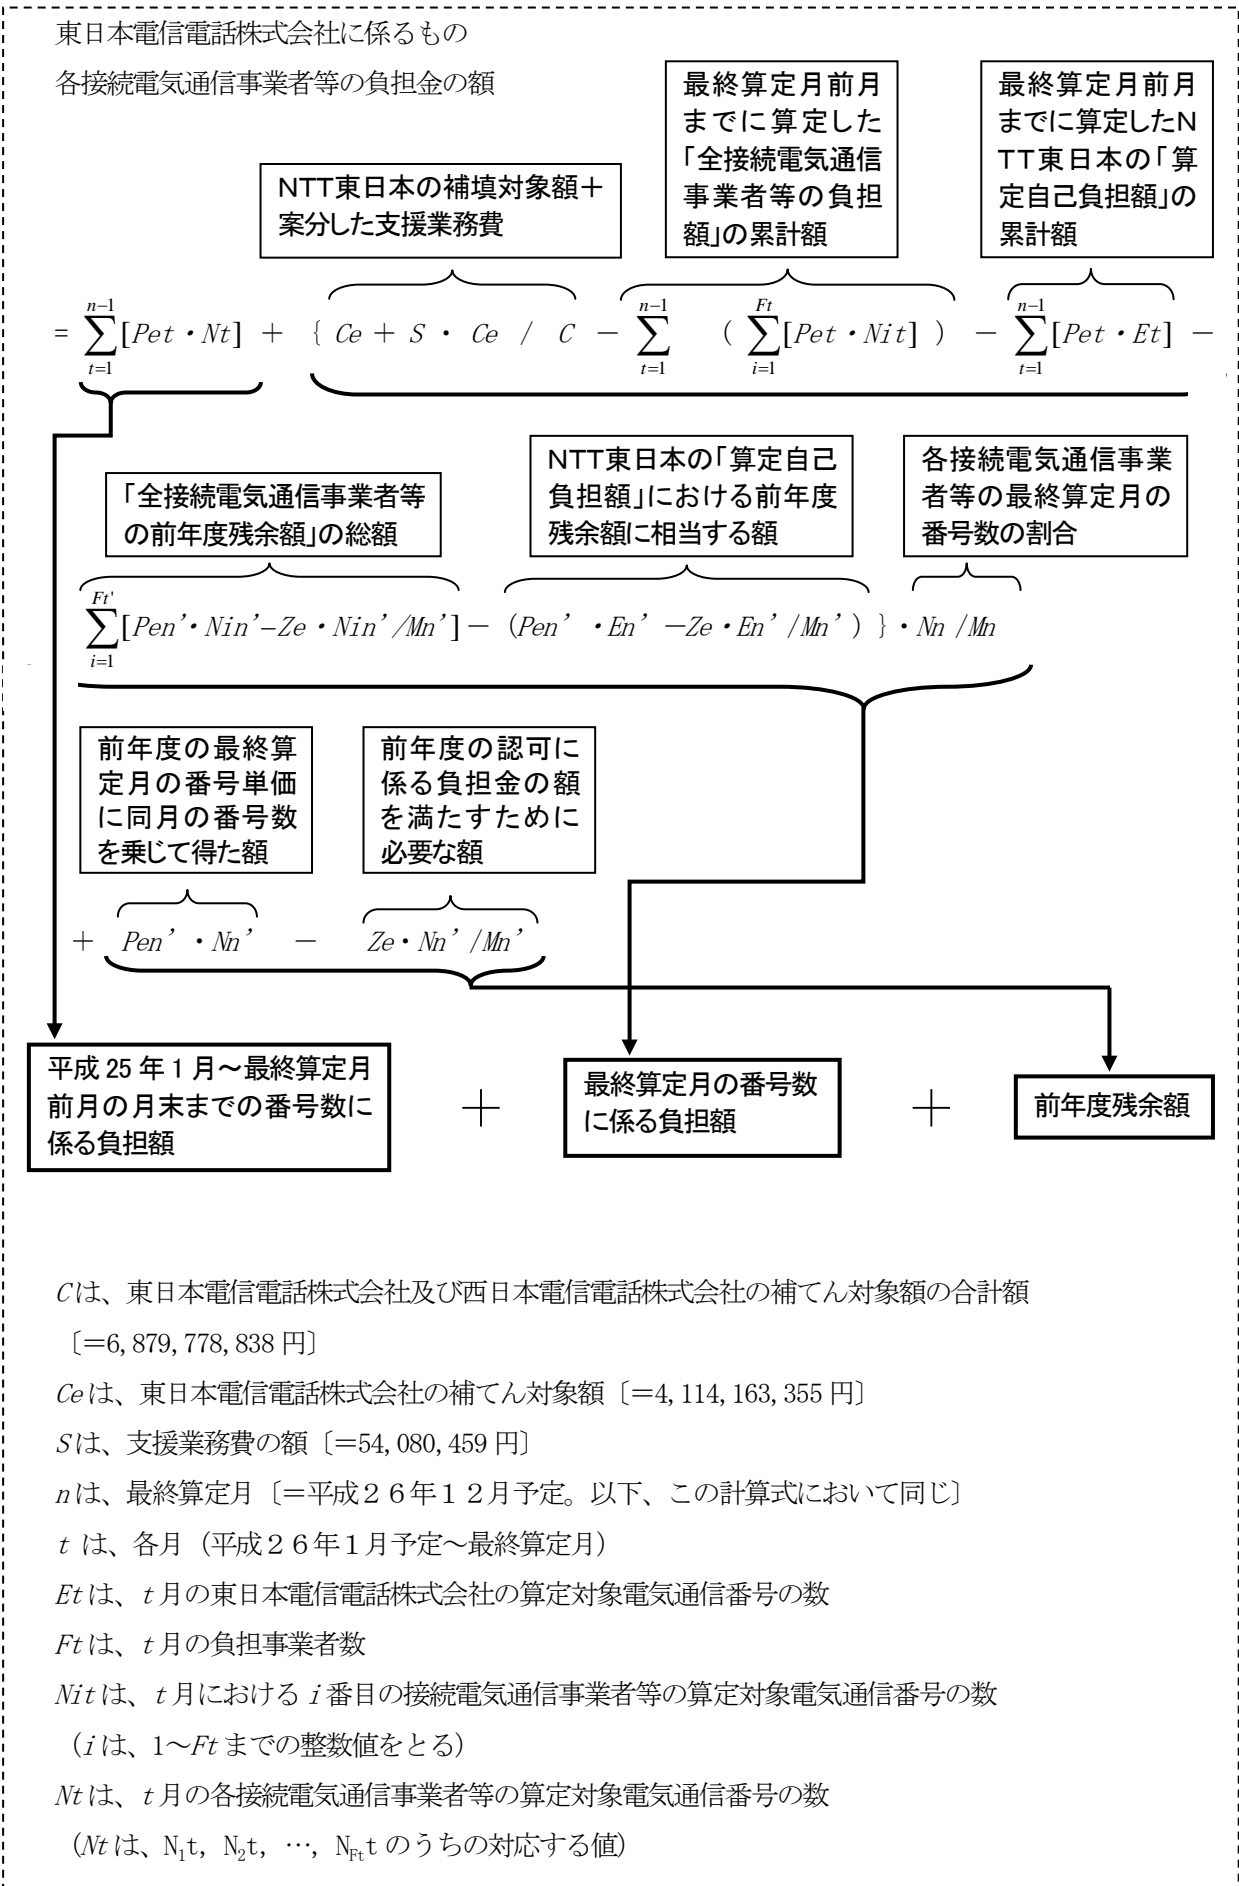 東日本電信電話株式会社に係るもの
各接続電気通信事業者等の負担金の額
最終算定月前月
までに算定した
「全接続電気通信
事業者等の負担
額」の累計額
最終算定月前月
までに算定したN
TT東日本の「算
定自己負担額」の
累計額
NTT東日本の補填対象額＋
案分した支援業務費
= \sum_{t=1}^{n-1}[Pet・Nt] ＋ { Ce + S ・ Ce / C − \sum_{t=1}^{n-1} ( \sum_{i=1}^{Ft}[Pet・Nit] ) − \sum_{t=1}^{n-1}[Pet・Et] −
「全接続電気通信事業者等
の前年度残余額」の総額
NTT東日本の「算定自己
負担額」における前年度
残余額に相当する額
各接続電気通信事業
者等の最終算定月の
番号数の割合
\sum_{i=1}^{Ft'}[Pen’・Nin’−Ze・Nin’/Mn’]− (Pen’ ・En’ −Ze・En’/Mn’) }・Nn /Mn
前年度の最終算
定月の番号単価
に同月の番号数
を乗じて得た額
前年度の認可に
係る負担金の額
を満たすために
必要な額
＋ Pen’ ・Nn’ − Ze・Nn’/Mn’
平成 25 年 1 月～最終算定月
前月の月末までの番号数に
係る負担額
＋
最終算定月の番号数
に係る負担額
＋
前年度残余額
Cは、東日本電信電話株式会社及び西日本電信電話株式会社の補てん対象額の合計額
〔＝6,879,778,838 円〕
Ceは、東日本電信電話株式会社の補てん対象額〔＝4,114,163,355 円〕
Sは、支援業務費の額〔＝54,080,459 円〕
nは、最終算定月〔＝平成２６年１２月予定。以下、この計算式において同じ〕
t は、各月（平成２６年１月予定～最終算定月）
Etは、t月の東日本電信電話株式会社の算定対象電気通信番号の数
Ftは、t月の負担事業者数
Nitは、t月における i番目の接続電気通信事業者等の算定対象電気通信番号の数
（iは、1～Ftまでの整数値をとる）
Ntは、t月の各接続電気通信事業者等の算定対象電気通信番号の数
（Ntは、N₁t, N₂t, …, N_{Ft}t のうちの対応する値）